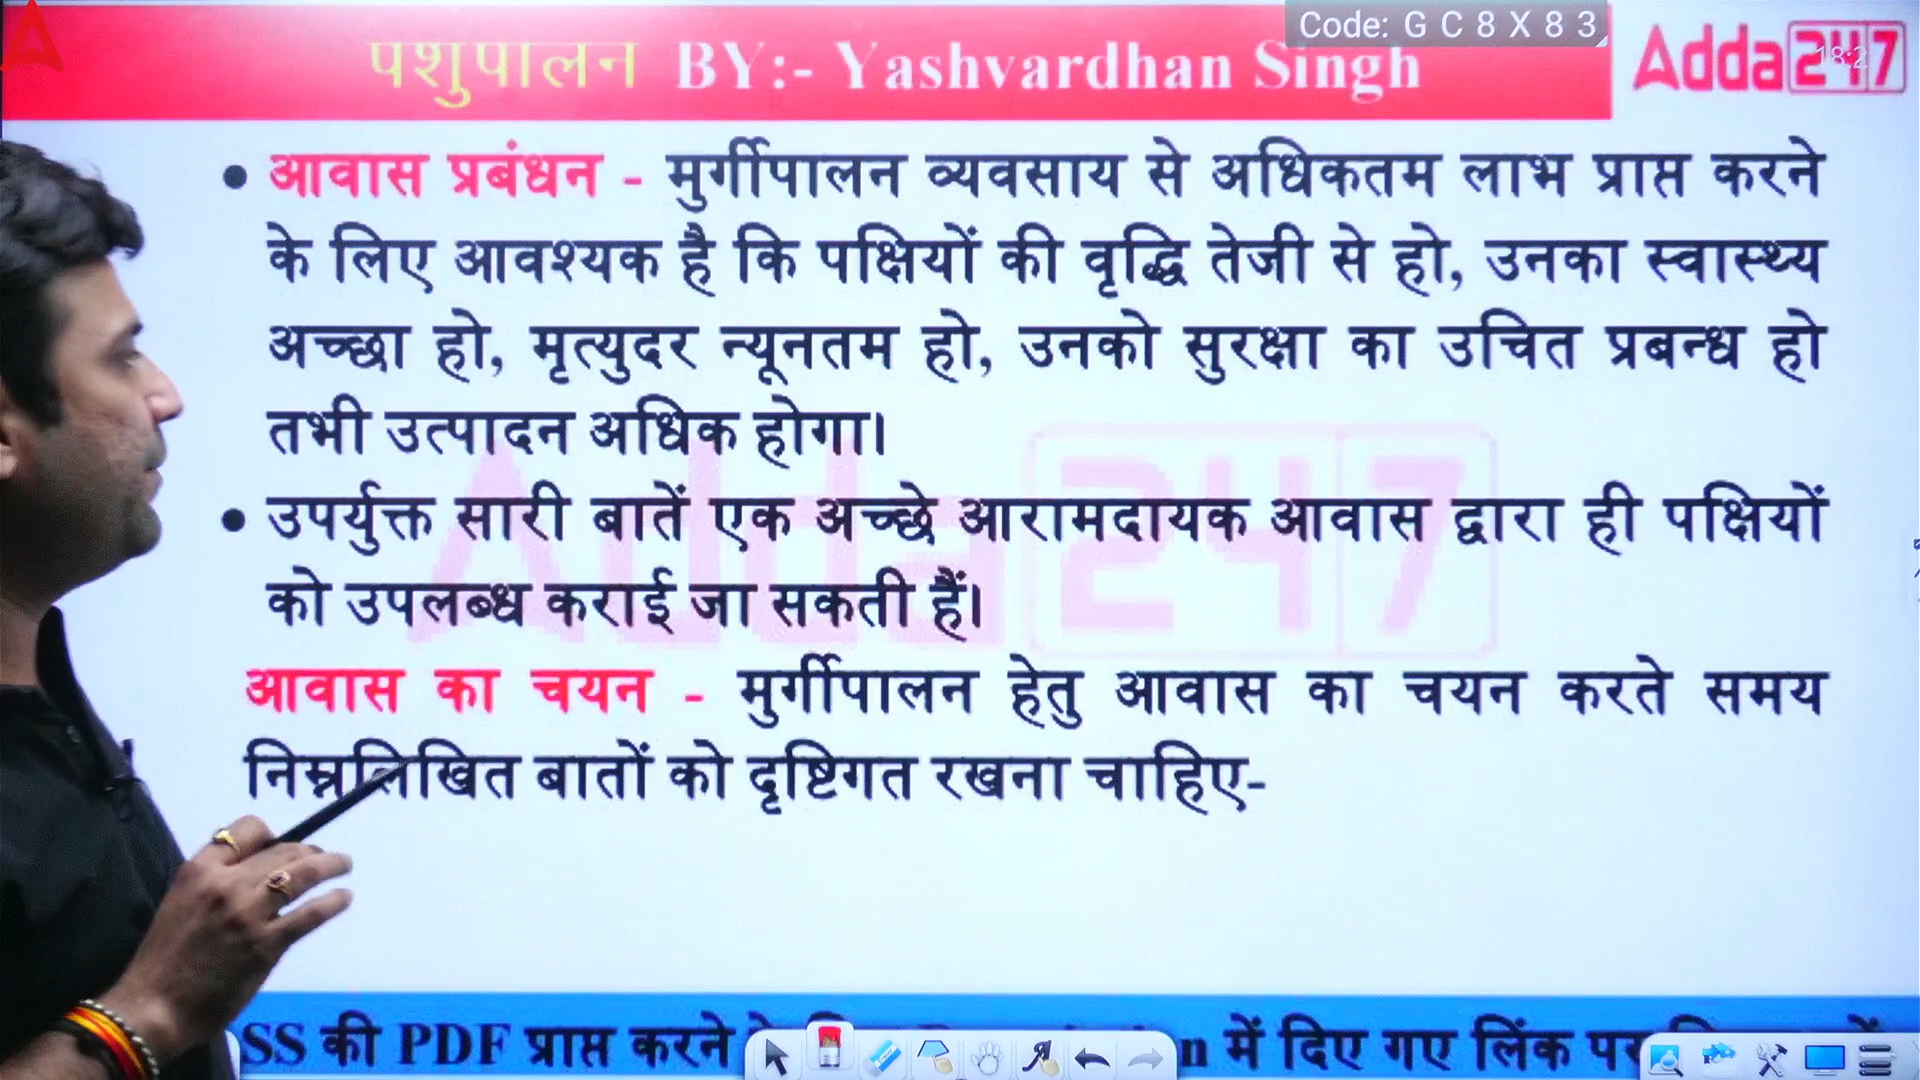 Code: G C 8 X 8 3
पशुपालन BY:- Yashvardhan Singh
Adda247
आवास प्रबंधन - मुर्गीपालन व्यवसाय से अधिकतम लाभ प्राप्त करने
के लिए आवश्यक है कि पक्षियों की वृद्धि तेजी से हो, उनका स्वास्थ्य
अच्छा हो, मृत्युदर न्यूनतम हो, उनको सुरक्षा का उचित प्रबन्ध हो
तभी उत्पादन अधिक होगा।
उपर्युक्त सारी बातें एक अच्छे आरामदायक आवास द्वारा ही पक्षियों
को उपलब्ध कराई जा सकती हैं।
आवास का चयन - मुर्गीपालन हेतु आवास का चयन करते समय
निम्नलिखित बातों को दृष्टिगत रखना चाहिए-
SS की PDF प्राप्त करने में दिए गए लिंक पर